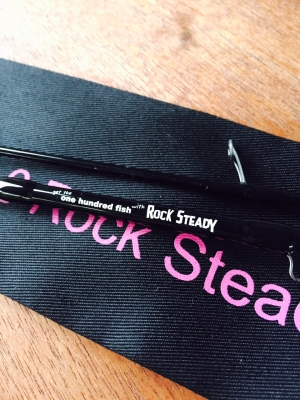 get the
one hundred fish with ROCK STEADY
Rock Stea